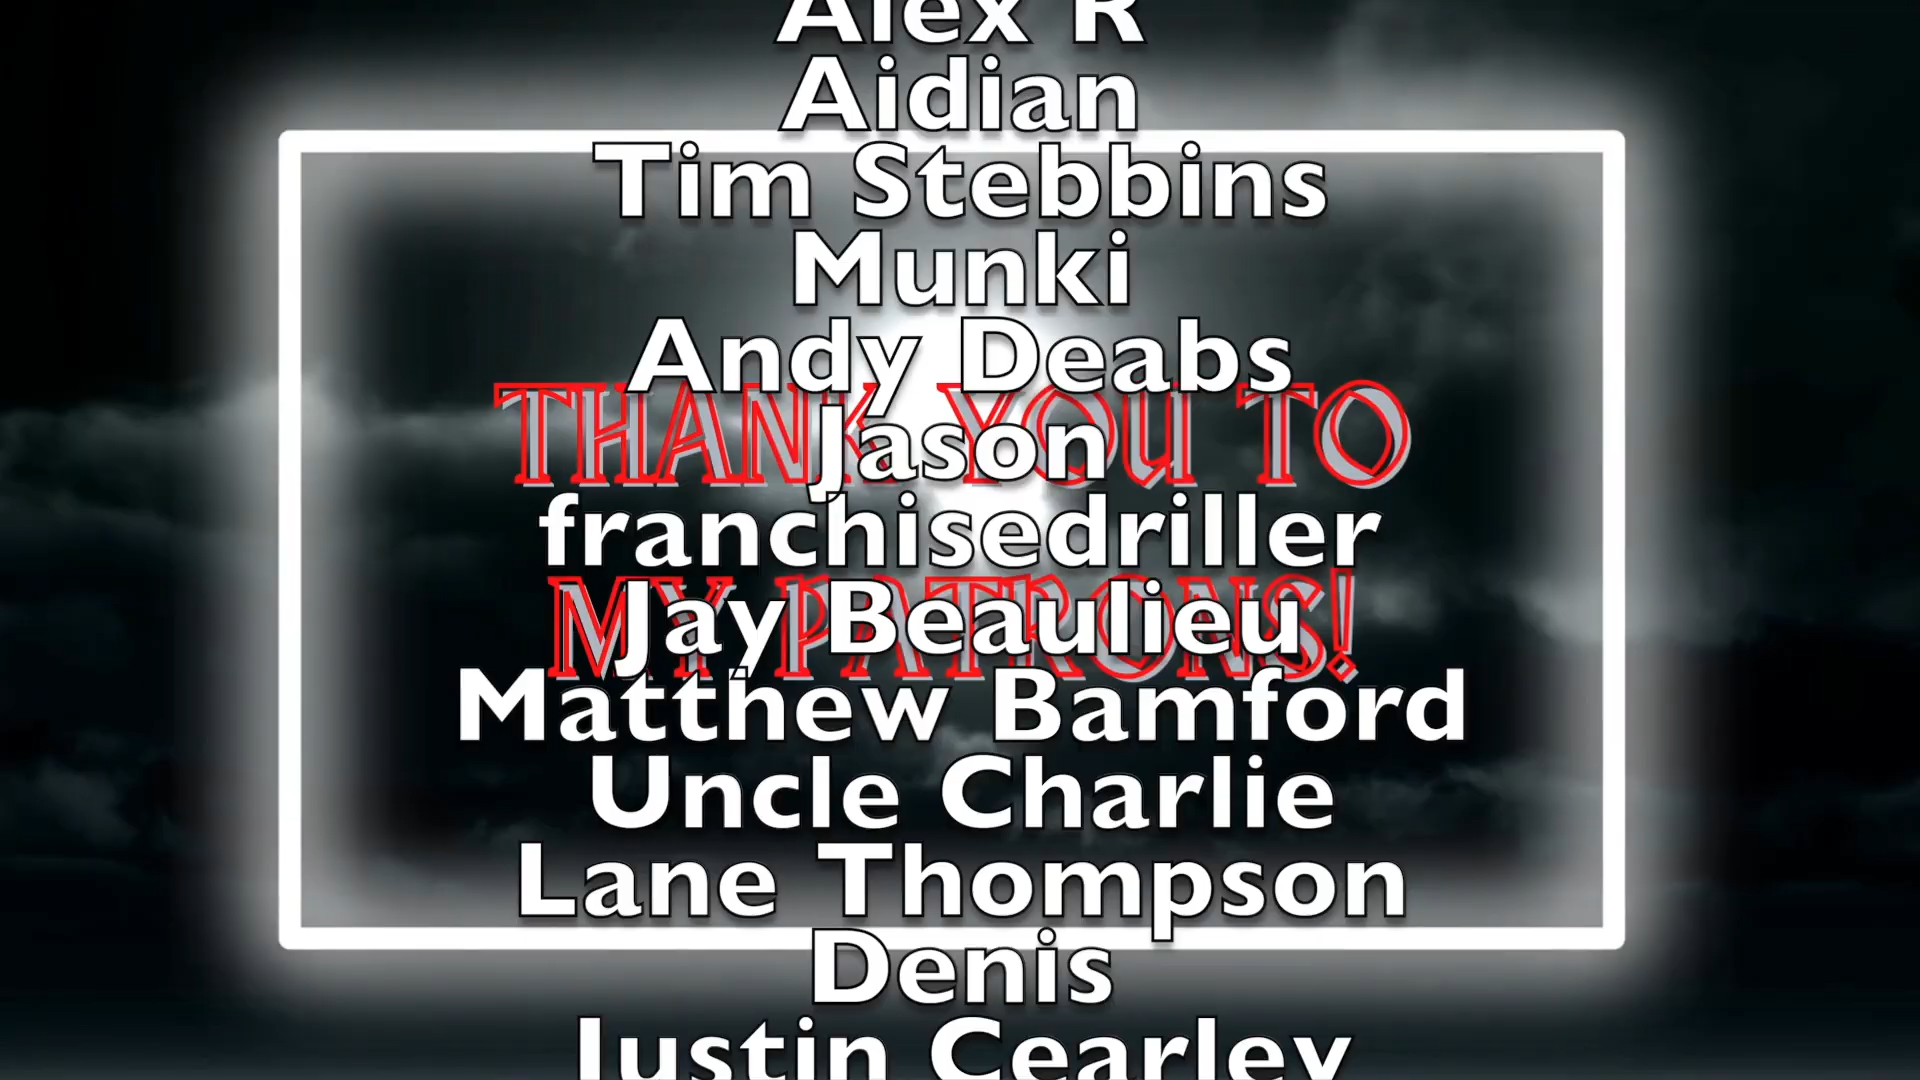 Alex R
Aidian
Tim Stebbins
Munki
Andy Deabs
THANK YOU TO
Jason
franchisedriller
MY PATRONS!
Jay Beaulieu
Matthew Bamford
Uncle Charlie
Lane Thompson
Denis
Justin Cearley